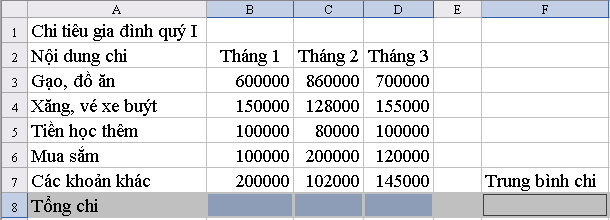 A B C D E F
1 Chi tiêu gia đình quý I
2 Nội dung chi Tháng 1 Tháng 2 Tháng 3
3 Gạo, đồ ăn 600000 860000 700000
4 Xăng, vé xe buýt 150000 128000 155000
5 Tiền học thêm 100000 80000 100000
6 Mua sắm 100000 200000 120000
7 Các khoản khác 200000 102000 145000 Trung bình chi
8 Tổng chi